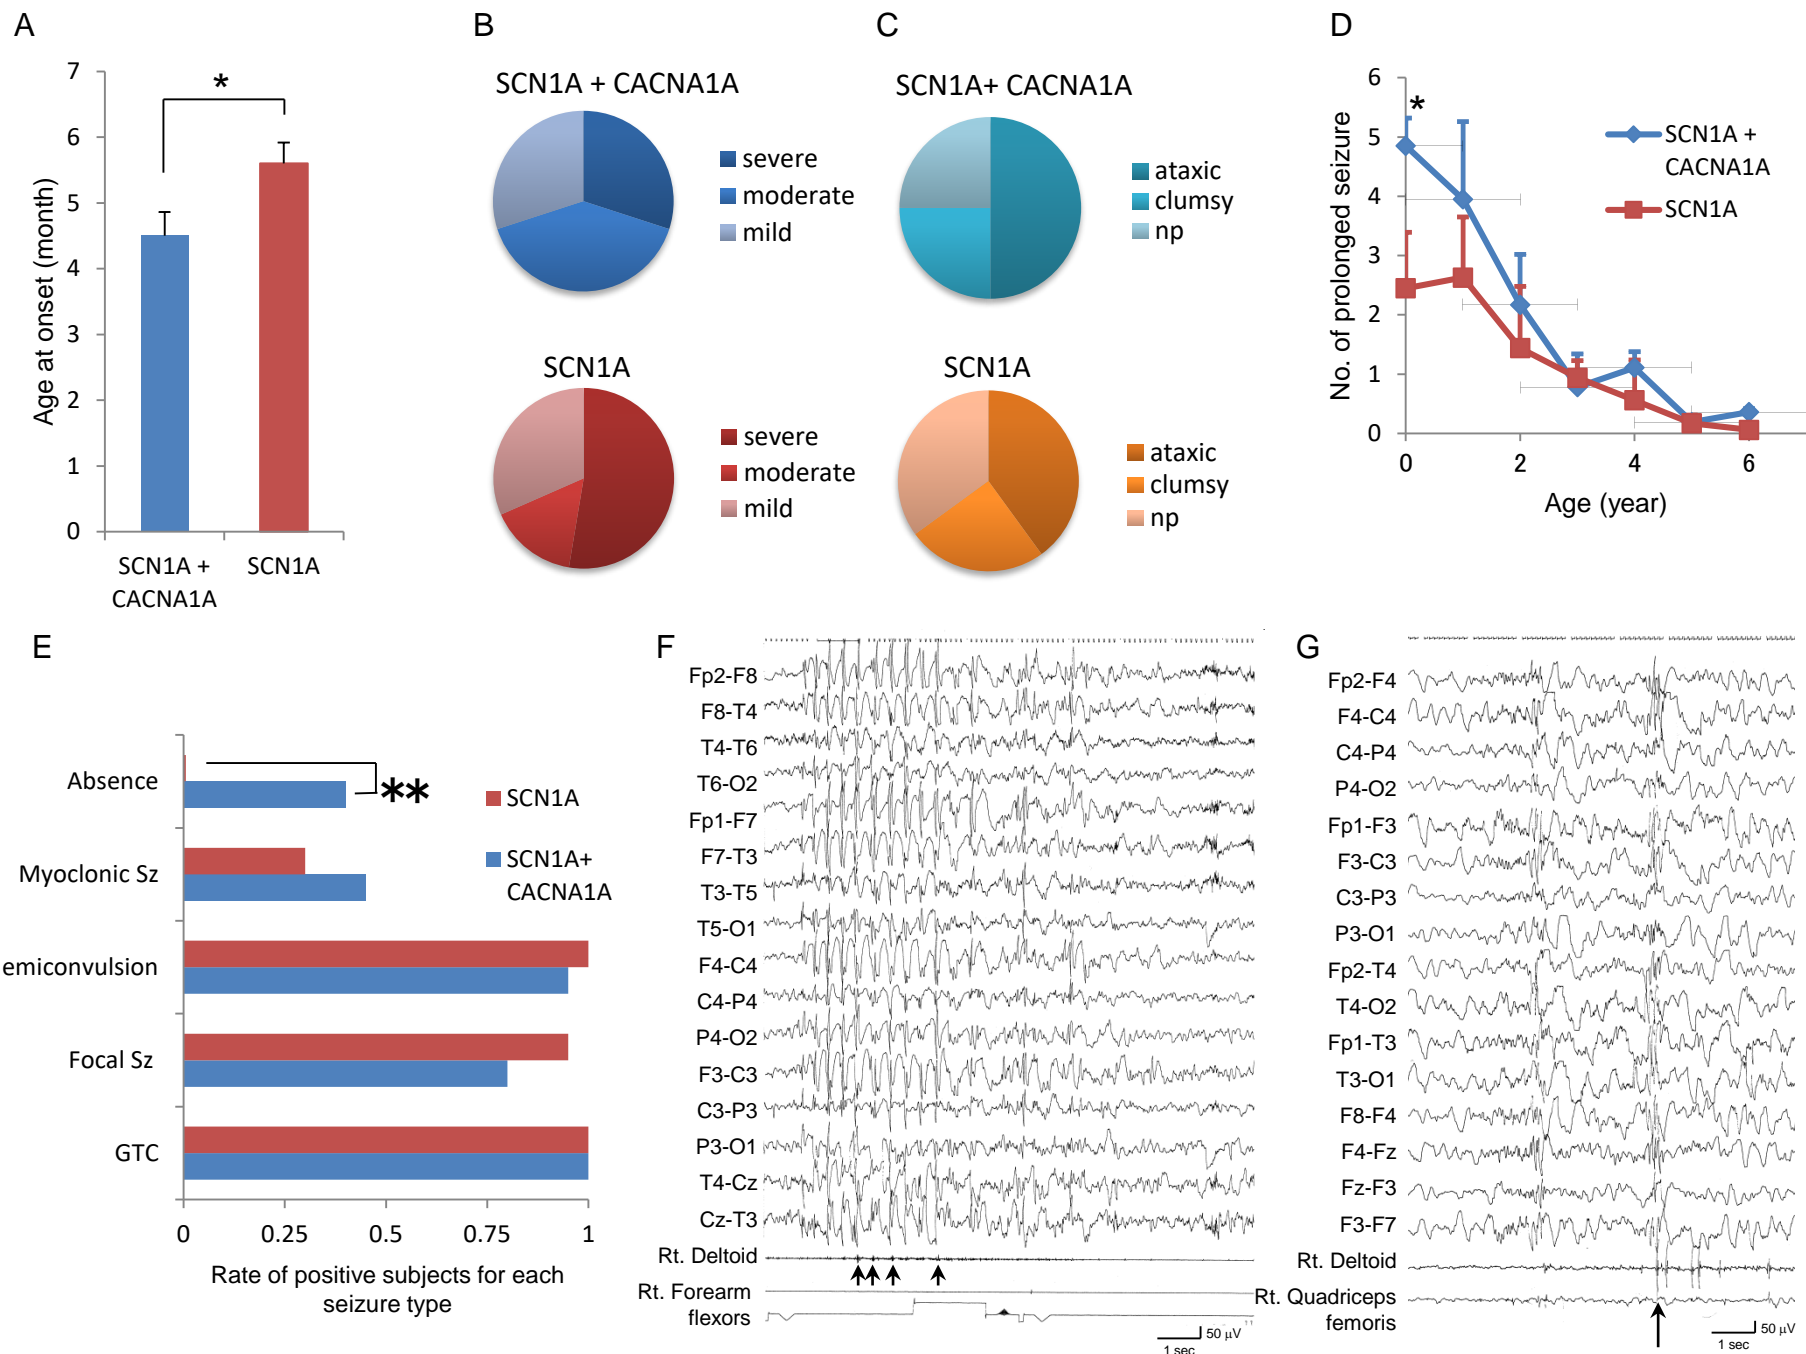 A
7
6
5
4
3
2
1
0
Age at onset (month)
*
SCN1A +
CACNA1A
SCN1A
B
SCN1A + CACNA1A
severe
moderate
mild
SCN1A
severe
moderate
mild
C
SCN1A+ CACNA1A
ataxic
clumsy
np
SCN1A
ataxic
clumsy
np
D
6
5
4
3
2
1
0
No. of prolonged seizure
*
SCN1A +
CACNA1A
SCN1A
0
2
4
6
Age (year)
E
Absence
Myoclonic Sz
emiconvulsion
Focal Sz
GTC
**
SCN1A
SCN1A+
CACNA1A
0
0.25
0.5
0.75
1
Rate of positive subjects for each
seizure type
F
Fp2-F8
F8-T4
T4-T6
T6-O2
Fp1-F7
F7-T3
T3-T5
T5-O1
F4-C4
C4-P4
P4-O2
F3-C3
C3-P3
P3-O1
T4-Cz
Cz-T3
Rt. Deltoid
Rt. Forearm
flexors
50 μV
1 sec
G
Fp2-F4
F4-C4
C4-P4
P4-O2
Fp1-F3
F3-C3
C3-P3
P3-O1
Fp2-T4
T4-O2
Fp1-T3
T3-O1
F8-F4
F4-Fz
Fz-F3
F3-F7
Rt. Deltoid
Rt. Quadriceps
femoris
50 μV
1 sec